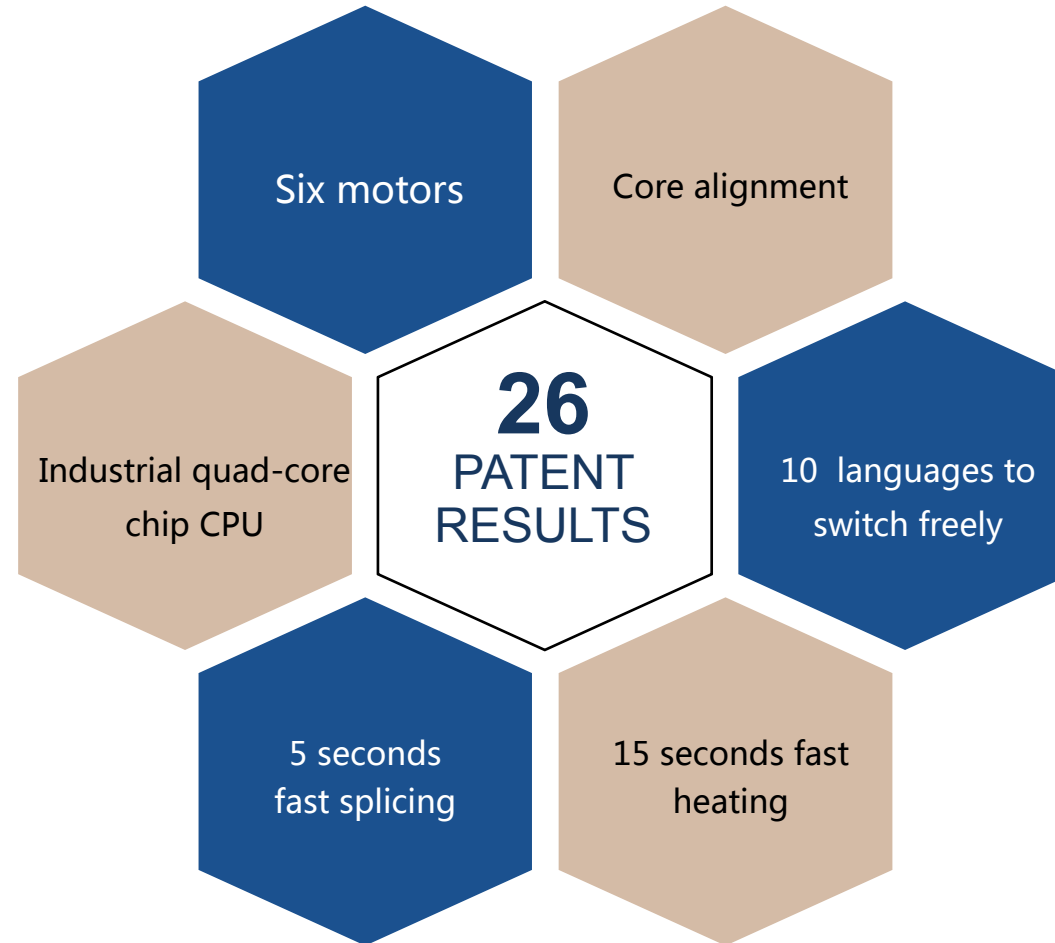 Six motors
Core alignment
Industrial quad-core
chip CPU
26
PATENT
RESULTS
10 languages to
switch freely
5 seconds
fast splicing
15 seconds fast
heating